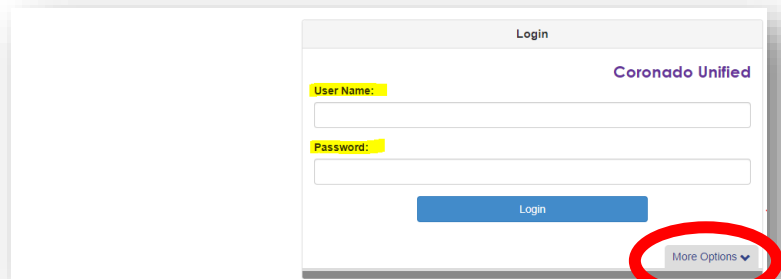 Login
Coronado Unified
User Name:
Password:
Login
More Options